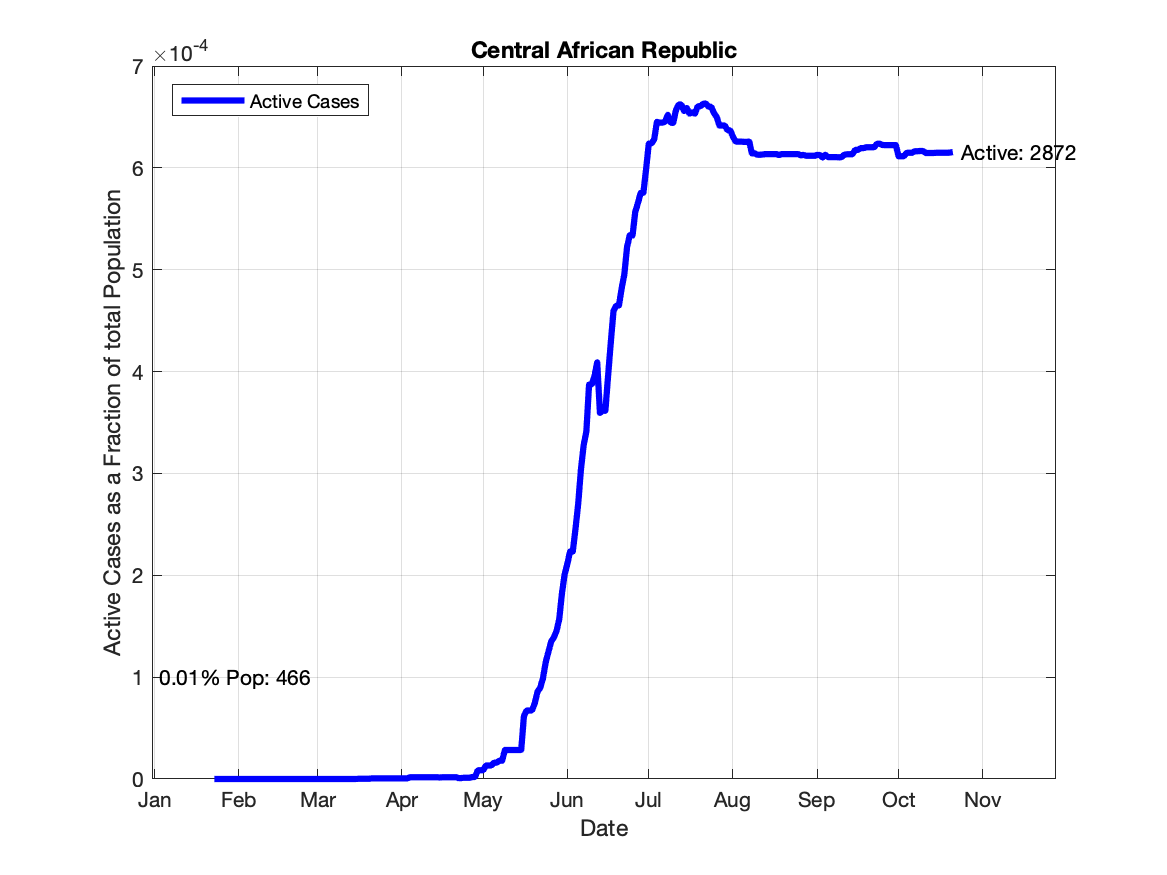 Central African Republic
×10-4
7
6
5
4
3
2
1
0
Active Cases as a Fraction of total Population
Active Cases
Active: 2872
0.01% Pop: 466
Jan Feb Mar Apr May Jun Jul Aug Sep Oct Nov
Date